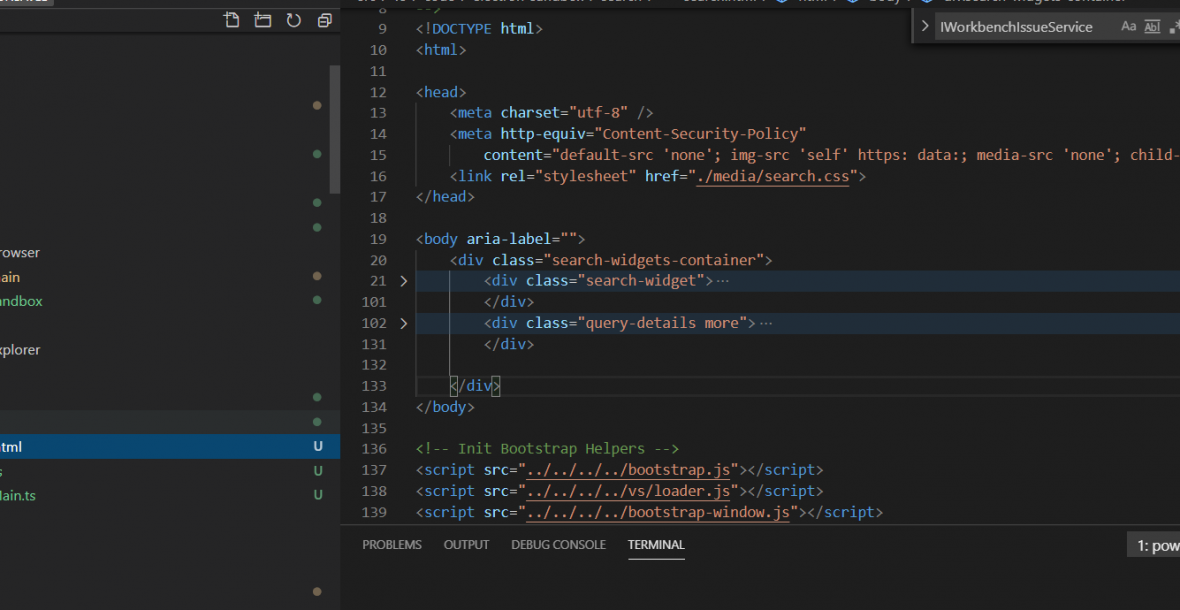 IWorkbenchIssueService
Aa Abl
9 <!DOCTYPE html>
10 <html>
11
12 <head>
13 <meta charset="utf-8" />
14 <meta http-equiv="Content-Security-Policy"
15 content="default-src 'none'; img-src 'self' https: data:; media-src 'none'; child-
16 <link rel="stylesheet" href="./media/search.css">
17 </head>
18
19 <body aria-label="">
20 <div class="search-widgets-container">
21 <div class="search-widget">…
101 </div>
102 <div class="query-details more">…
131 </div>
132
133 </div>
134 </body>
135
136 <!-- Init Bootstrap Helpers -->
137 <script src="../../../../bootstrap.js"></script>
138 <script src="../../../../vs/loader.js"></script>
139 <script src="../../../../bootstrap-window.js"></script>
rowser
ain
andbox
xplorer
tml U
s U
ain.ts U
PROBLEMS OUTPUT DEBUG CONSOLE TERMINAL
1: pow